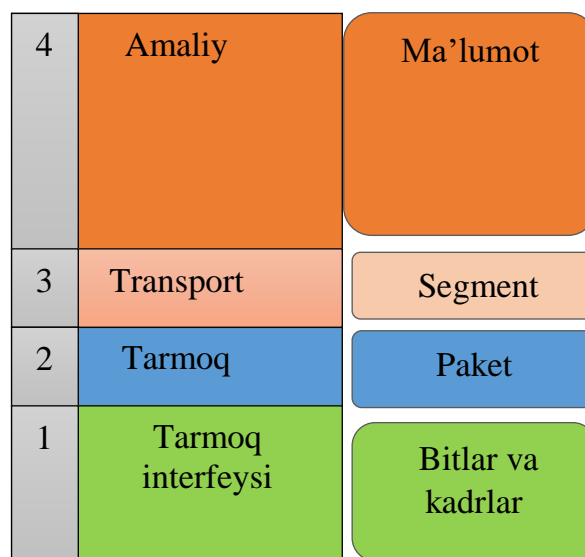 4 Amaliy Ma’lumot
3 Transport Segment
2 Tarmoq Paket
1 Tarmoq interfeysi Bitlar va kadrlar